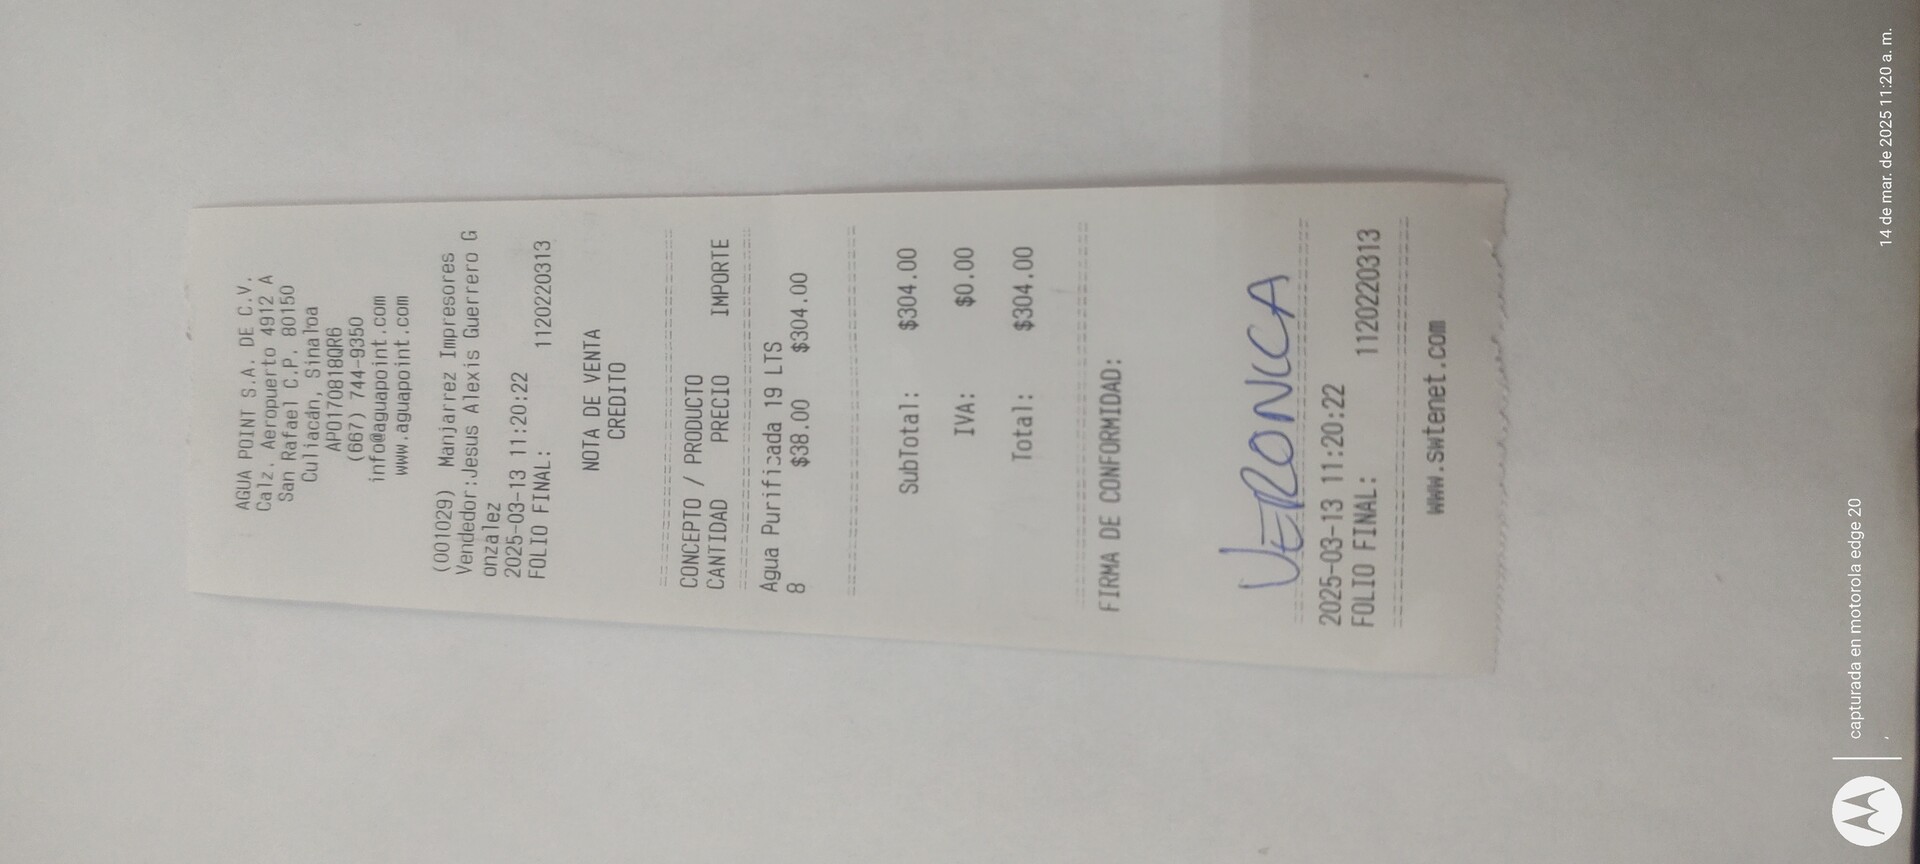 AGUA POINT S.A. DE C.V.
Calz. Aeropuerto 4912 A
San Rafael C.P. 80150
Culiacán, Sinaloa
APO170818QR6
(667) 744-9350
info@aguapoint.com
www.aguapoint.com
(001029) Manjarrez Impresores
Vendedor:Jesus Alexis Guerrero G
onzalez
2025-03-13 11:20:22
FOLIO FINAL: 1120220313
NOTA DE VENTA
CREDITO
CONCEPTO / PRODUCTO
CANTIDAD PRECIO IMPORTE
Agua Purificada 19 LTS
8 $38.00 $304.00
SubTotal: $304.00
IVA: $0.00
Total: $304.00
FIRMA DE CONFORMIDAD:
VERONCA
2025-03-13 11:20:22
FOLIO FINAL: 1120220313
www.swtenet.com
capturada en motorola edge 20
14 de mar. de 2025 11:20 a. m.